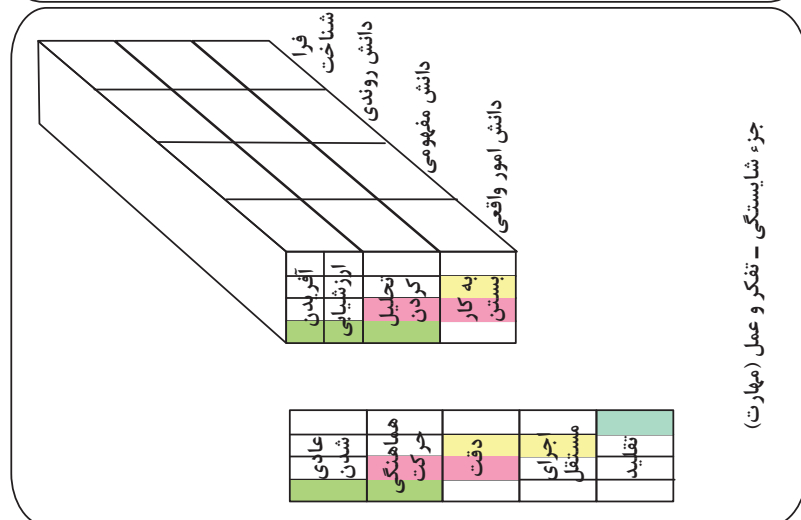 جزء شایستگی - تفکر و عمل (مهارت)
فرا
شناخت
دانش روندی
دانش مفهومی
دانش امور واقعی
آفریدن
ارزشیابی
تحلیل
کردن
به کار
بستن
عادی
شدن
هماهنگی
حرکت
دقت
اجرای
مستقل
تقلید